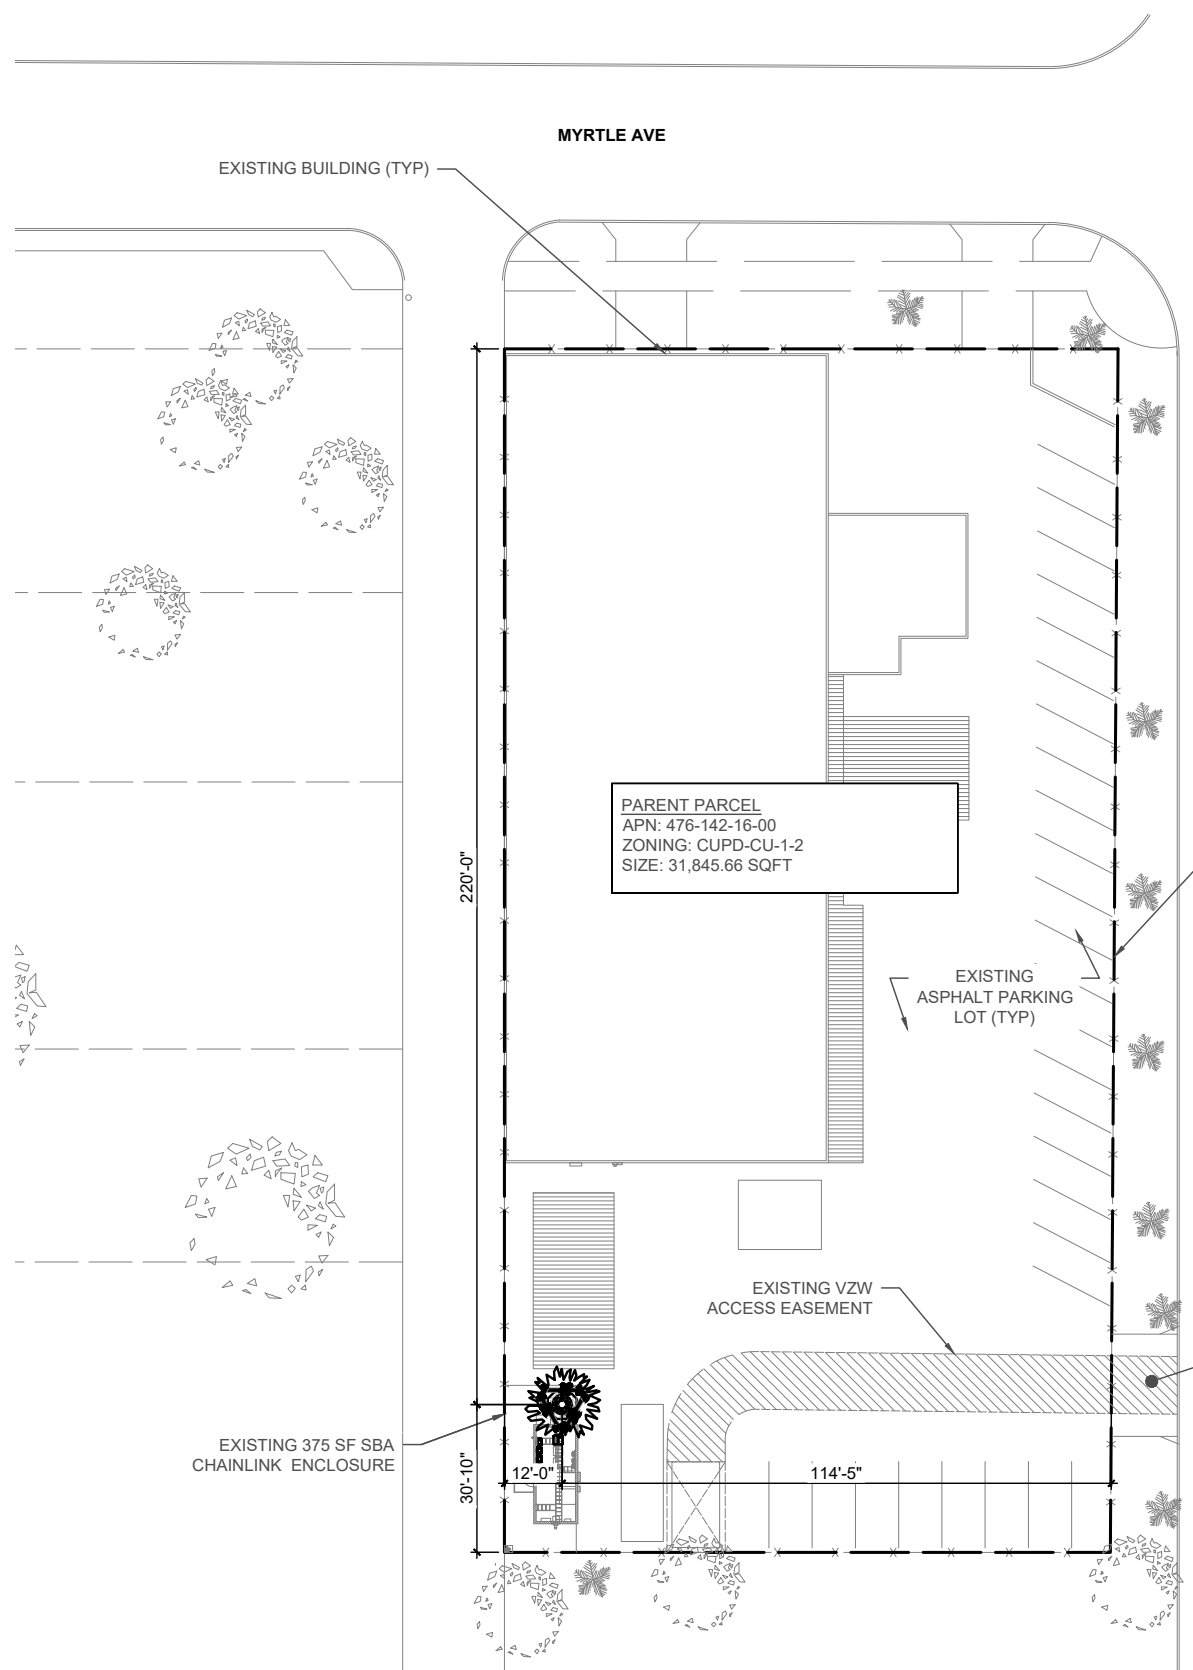 MYRTLE AVE
EXISTING BUILDING (TYP)
PARENT PARCEL
APN: 476-142-16-00
ZONING: CUPD-CU-1-2
SIZE: 31,845.66 SQFT
220'-0"
EXISTING
ASPHALT PARKING
LOT (TYP)
EXISTING VZW
ACCESS EASEMENT
EXISTING 375 SF SBA
CHAINLINK ENCLOSURE
30'-10"
12'-0"
114'-5"